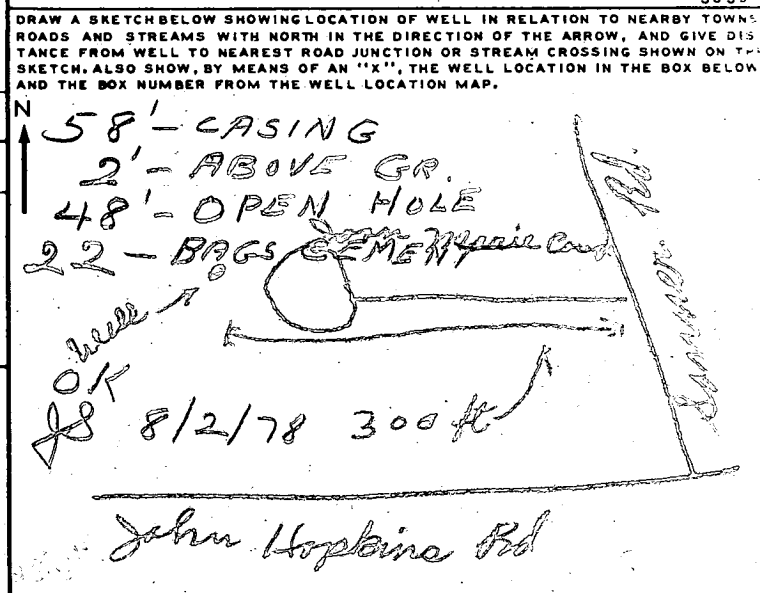 DRAW A SKETCH BELOW SHOWING LOCATION OF WELL IN RELATION TO NEARBY TOWNS
ROADS AND STREAMS WITH NORTH IN THE DIRECTION OF THE ARROW, AND GIVE DIS
TANCE FROM WELL TO NEAREST ROAD JUNCTION OR STREAM CROSSING SHOWN ON THE
SKETCH. ALSO SHOW, BY MEANS OF AN "X", THE WELL LOCATION IN THE BOX BELOW
AND THE BOX NUMBER FROM THE WELL LOCATION MAP.
N
58' - CASING
2' - ABOVE GR.
48' - OPEN HOLE
22 - BAGS CEMENT
Marie
Rd.
Well
OK
JS 8/2/78 300 ft
John Hopkins Rd